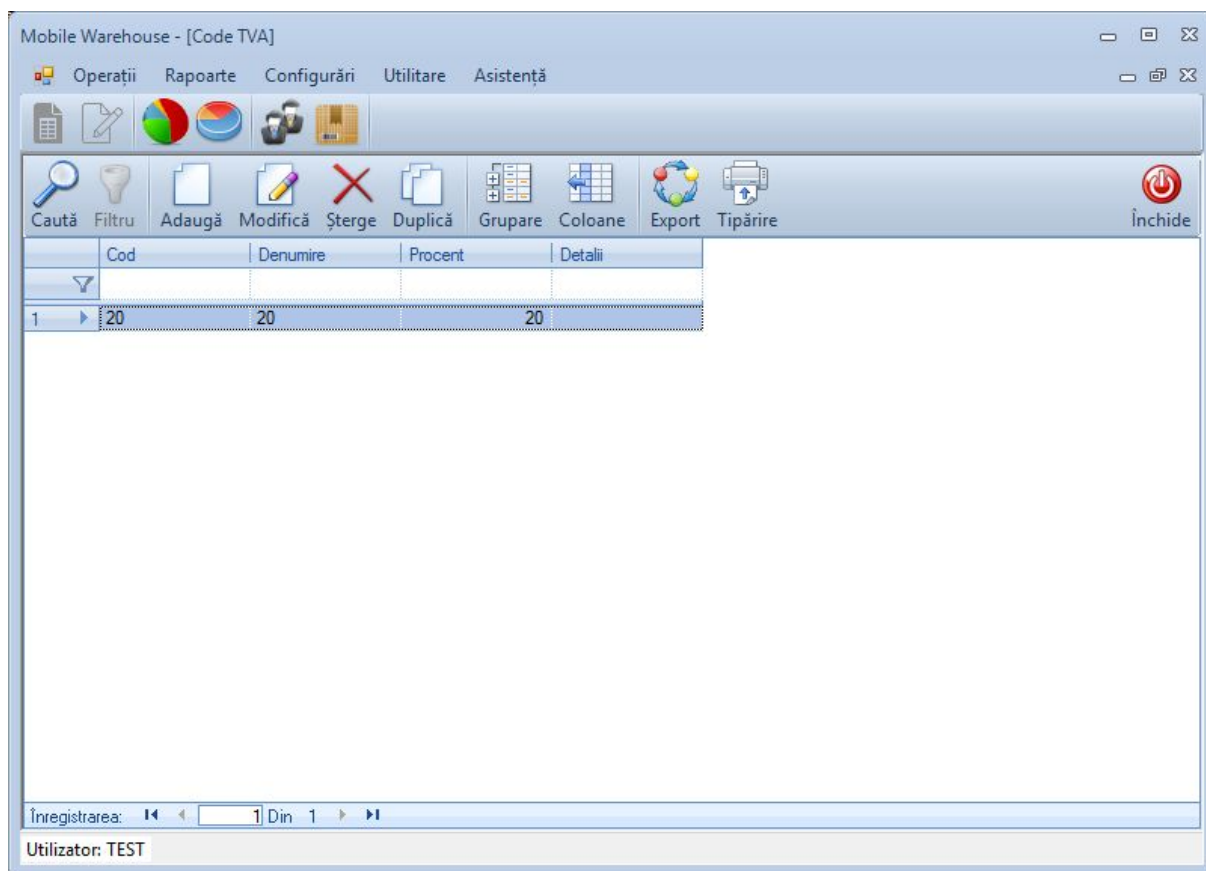 Mobile Warehouse - [Code TVA]
Operații Rapoarte Configurări Utilitare Asistență
Caută Filtru Adaugă Modifică Șterge Duplică Grupare Coloane Export Tipărire Închide
Cod Denumire Procent Detalii
1 20 20 20
Înregistrarea: 1 Din 1
Utilizator: TEST